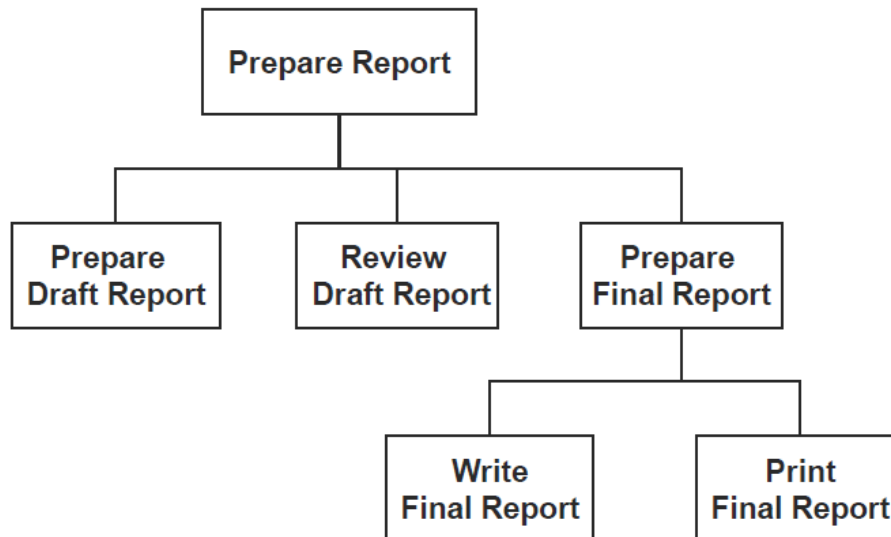 Prepare Report
Prepare
Draft Report
Review
Draft Report
Prepare
Final Report
Write
Final Report
Print
Final Report